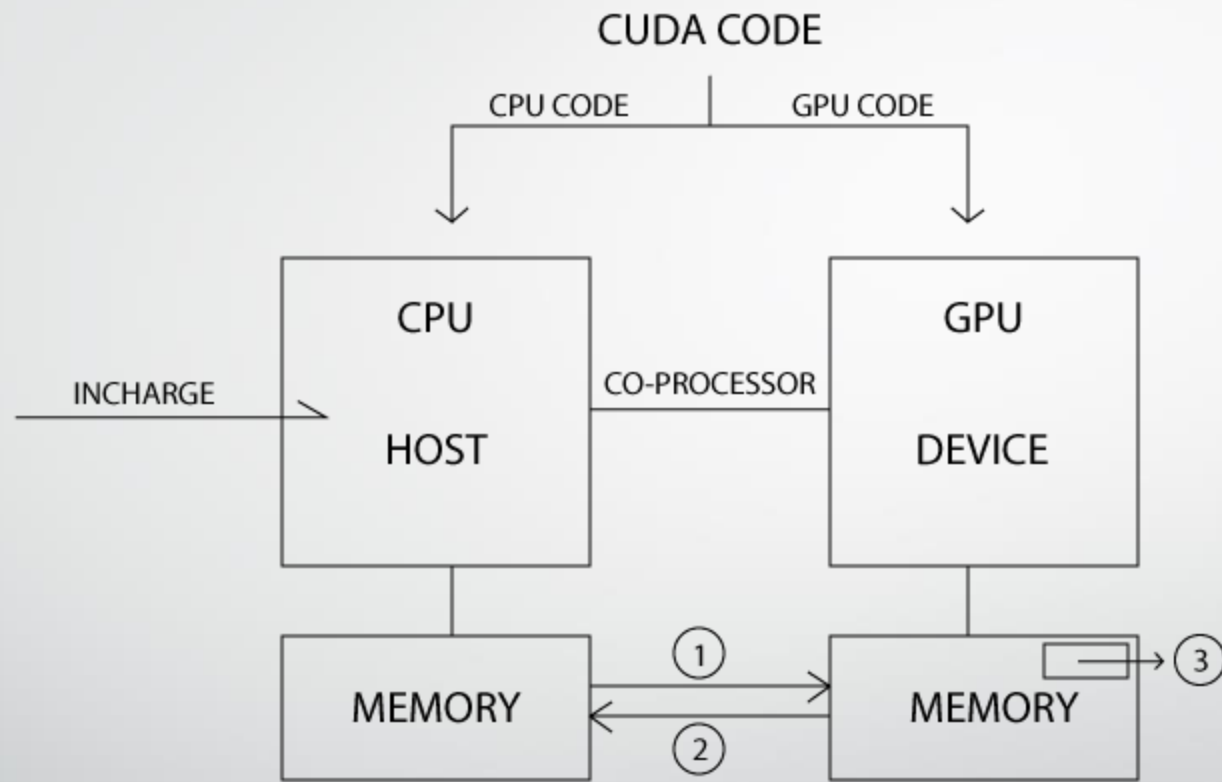 CUDA CODE
CPU CODE
GPU CODE
CPU
GPU
INCHARGE
CO-PROCESSOR
HOST
DEVICE
1
3
MEMORY
MEMORY
2